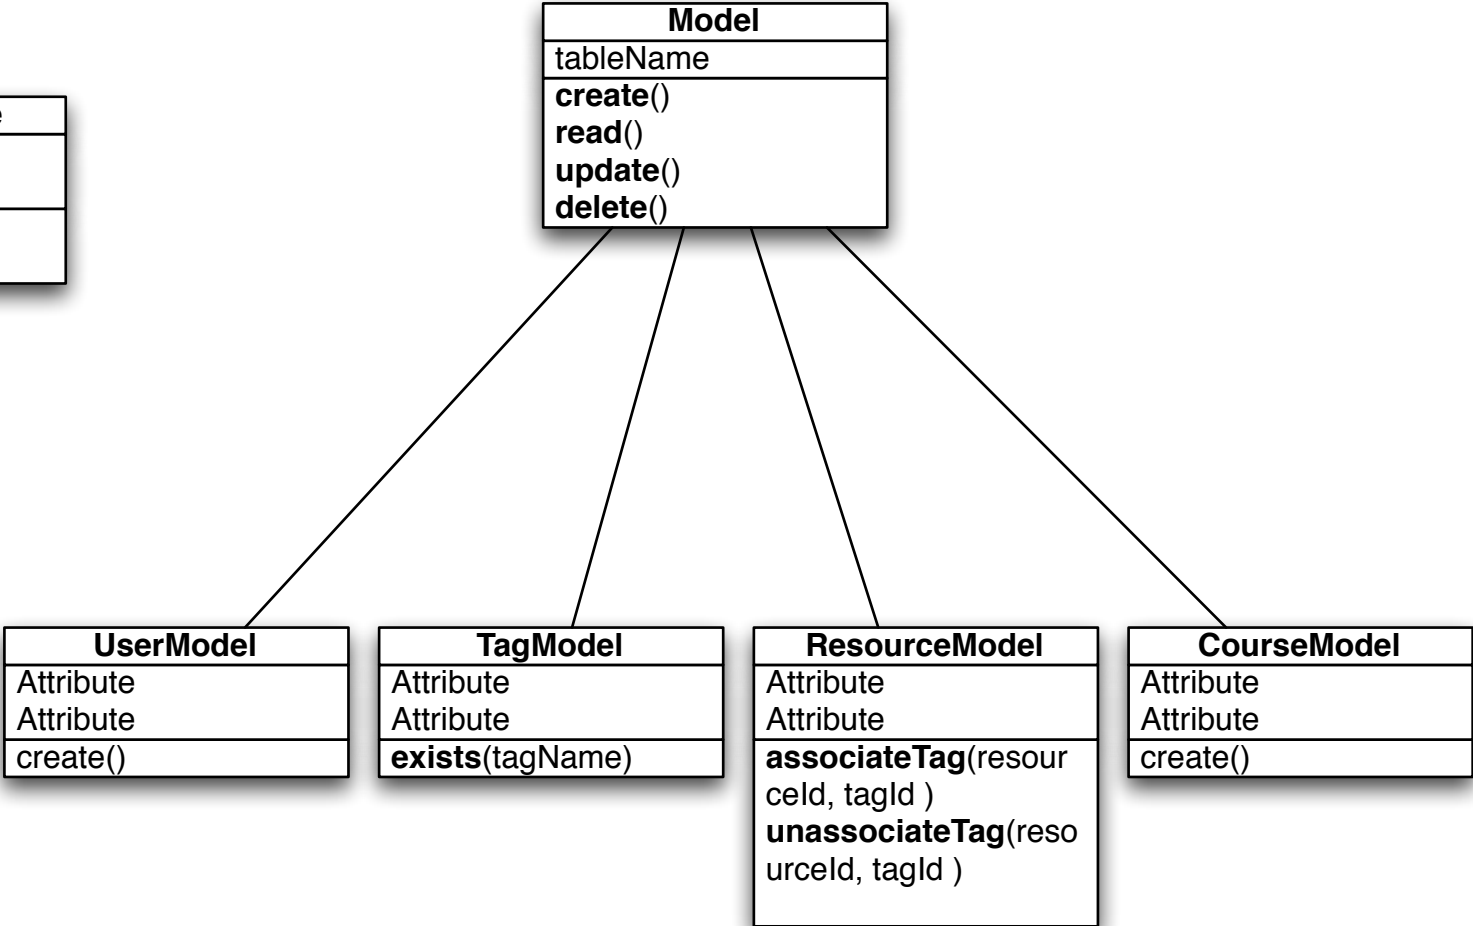 Model
tableName
create()
read()
update()
delete()
UserModel
Attribute
Attribute
create()
TagModel
Attribute
Attribute
exists(tagName)
ResourceModel
Attribute
Attribute
associateTag(resour
ceId, tagId )
unassociateTag(reso
urceId, tagId )
CourseModel
Attribute
Attribute
create()